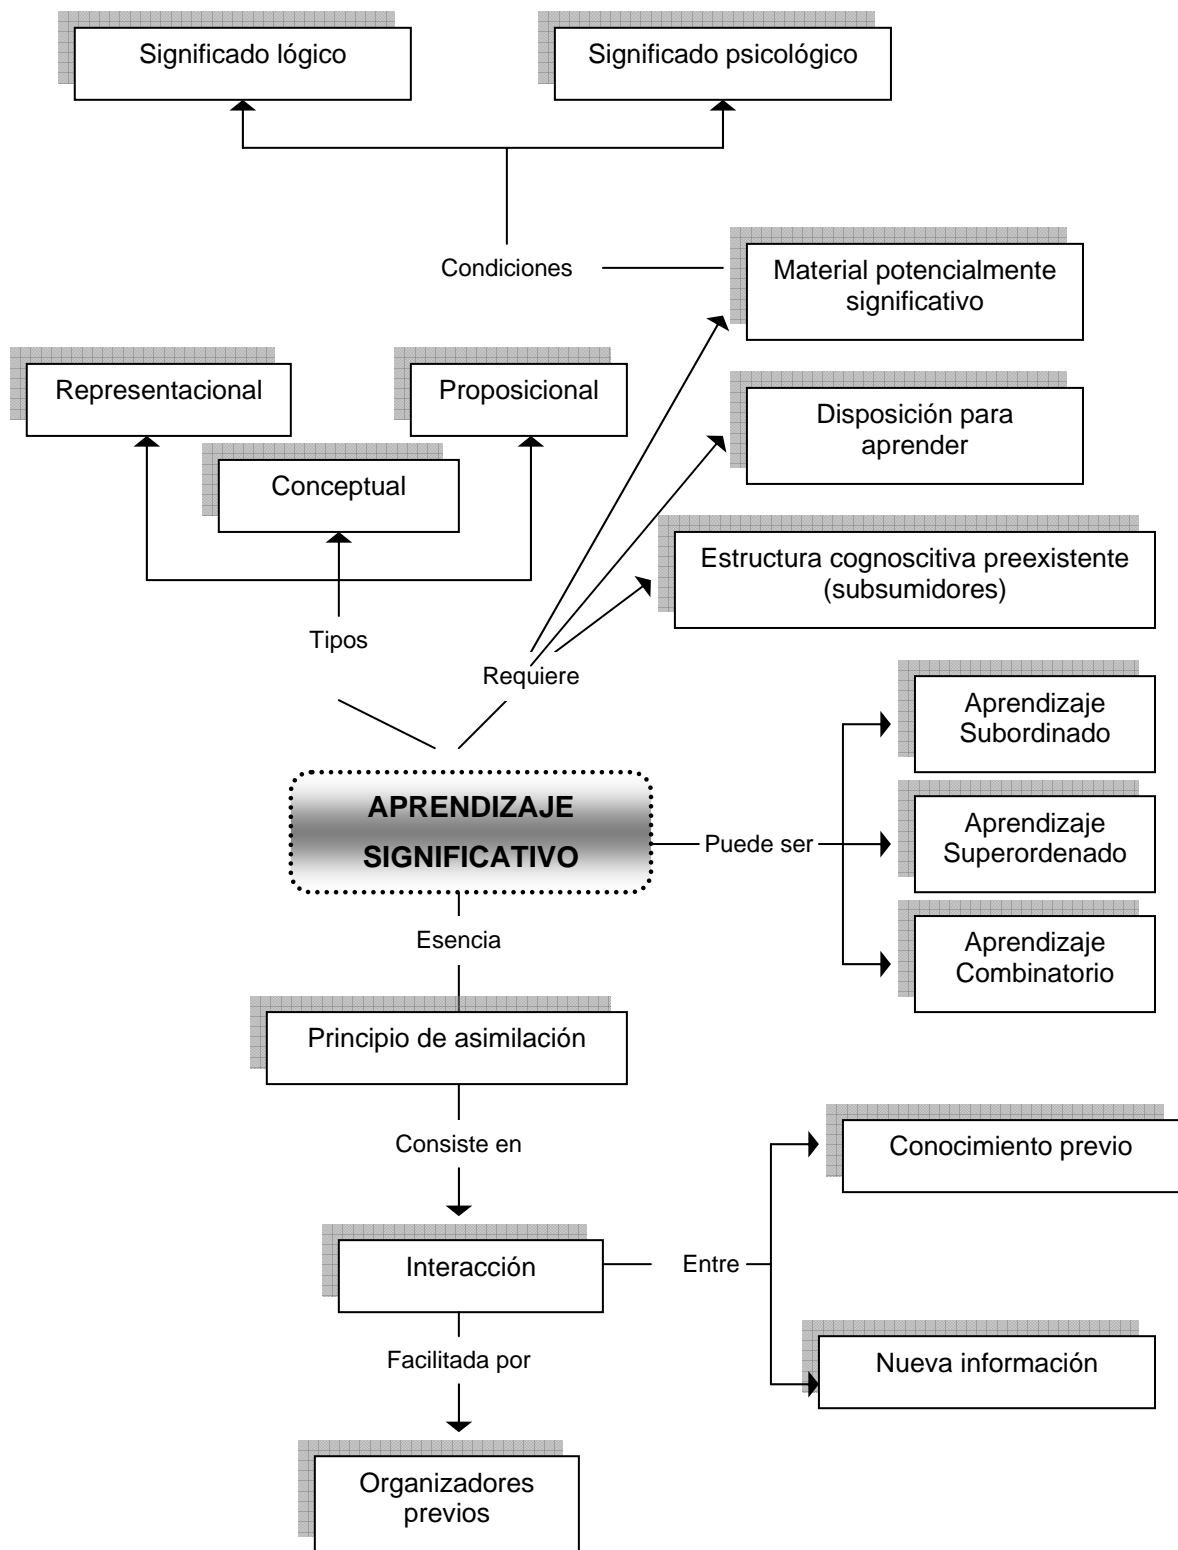 Significado lógico
Significado psicológico
Condiciones
Material potencialmente
significativo
Representacional
Proposicional
Disposición para
aprender
Conceptual
Estructura cognoscitiva preexistente
(subsumidores)
Tipos
Requiere
Aprendizaje
Subordinado
APRENDIZAJE
SIGNIFICATIVO
Puede ser
Aprendizaje
Superordenado
Esencia
Aprendizaje
Combinatorio
Principio de asimilación
Consiste en
Conocimiento previo
Interacción
Entre
Facilitada por
Nueva información
Organizadores
previos